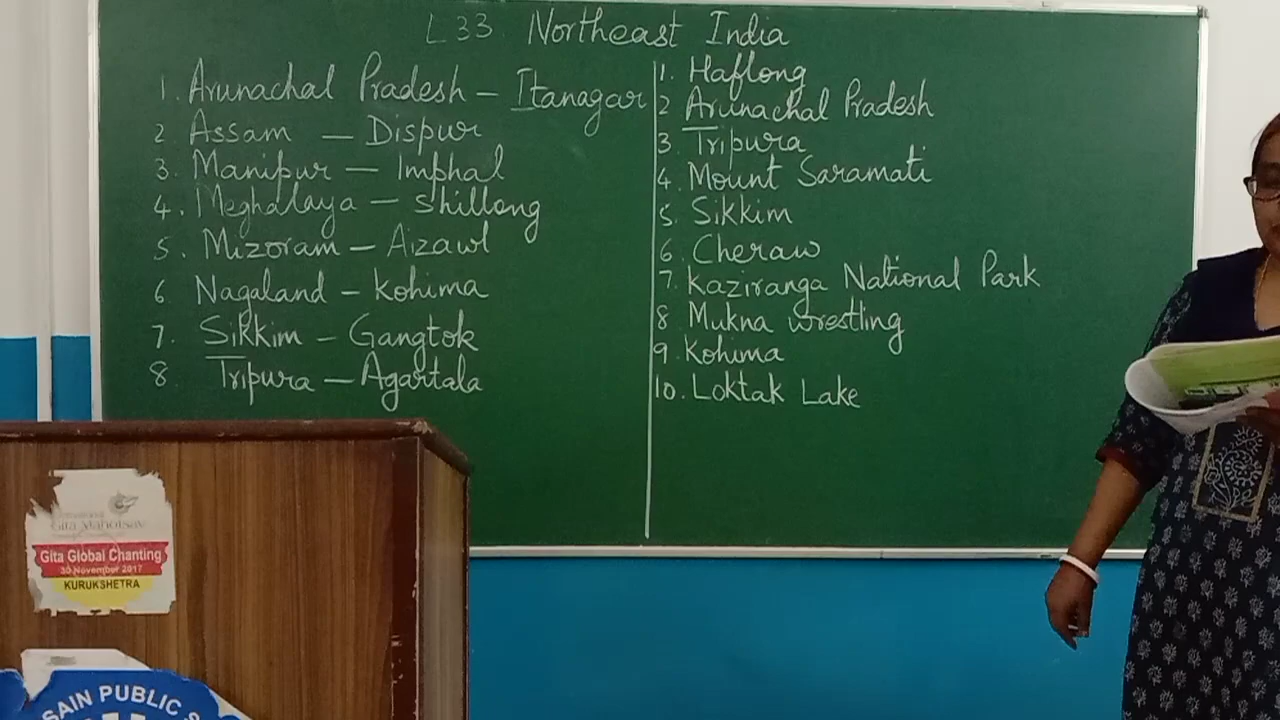 L 33 Northeast India
1. Arunachal Pradesh - Itanagar
2 Assam - Dispur
3. Manipur - Imphal
4. Meghalaya - Shillong
5. Mizoram - Aizawl
6 Nagaland - Kohima
7. Sikkim - Gangtok
8 Tripura - Agartala
1. Haflong
2 Arunachal Pradesh
3. Tripura
4. Mount Saramati
5. Sikkim
6. Cheraw
7. Kaziranga National Park
8 Mukna wrestling
9. Kohima
10. Loktak Lake
Gita Mahotsav
Gita Global Chanting
30 November 2017
KURUKSHETRA
SAIN PUBLIC S